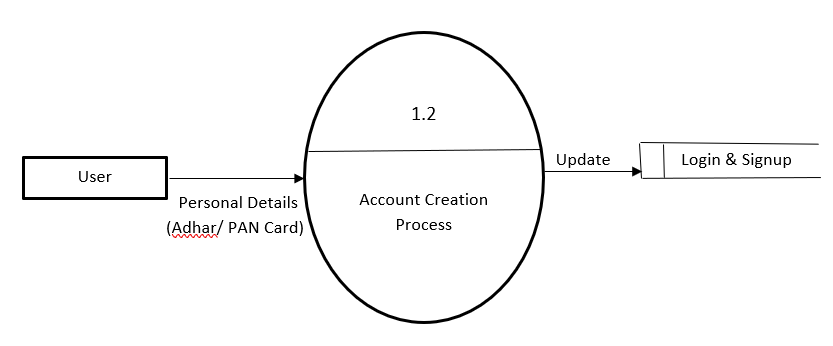 1.2
User
Personal Details
(Adhar/ PAN Card)
Account Creation
Process
Update
Login & Signup